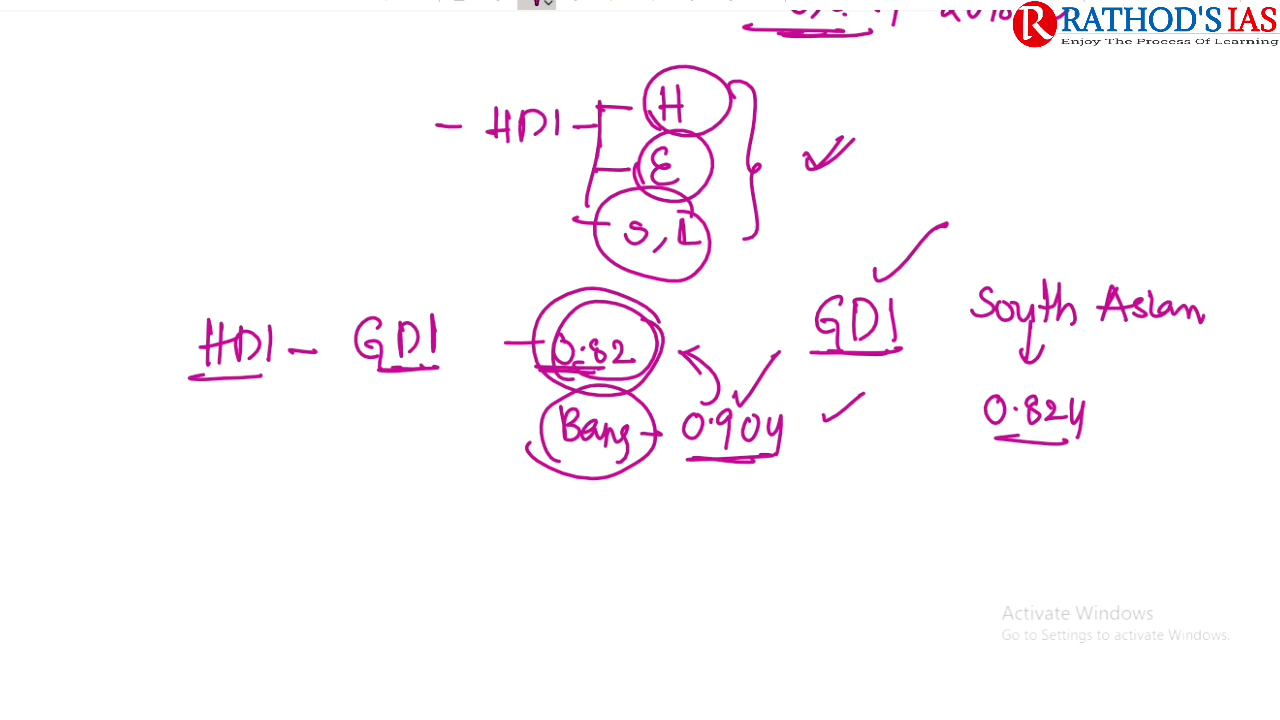 RATHOD'S IAS
Enjoy The Process Of Learning
- HDI -
H
E
S, L
HDI - GDI - 0.82
GDI
South Asian
Bang - 0.904
0.824
Activate Windows
Go to Settings to activate Windows.